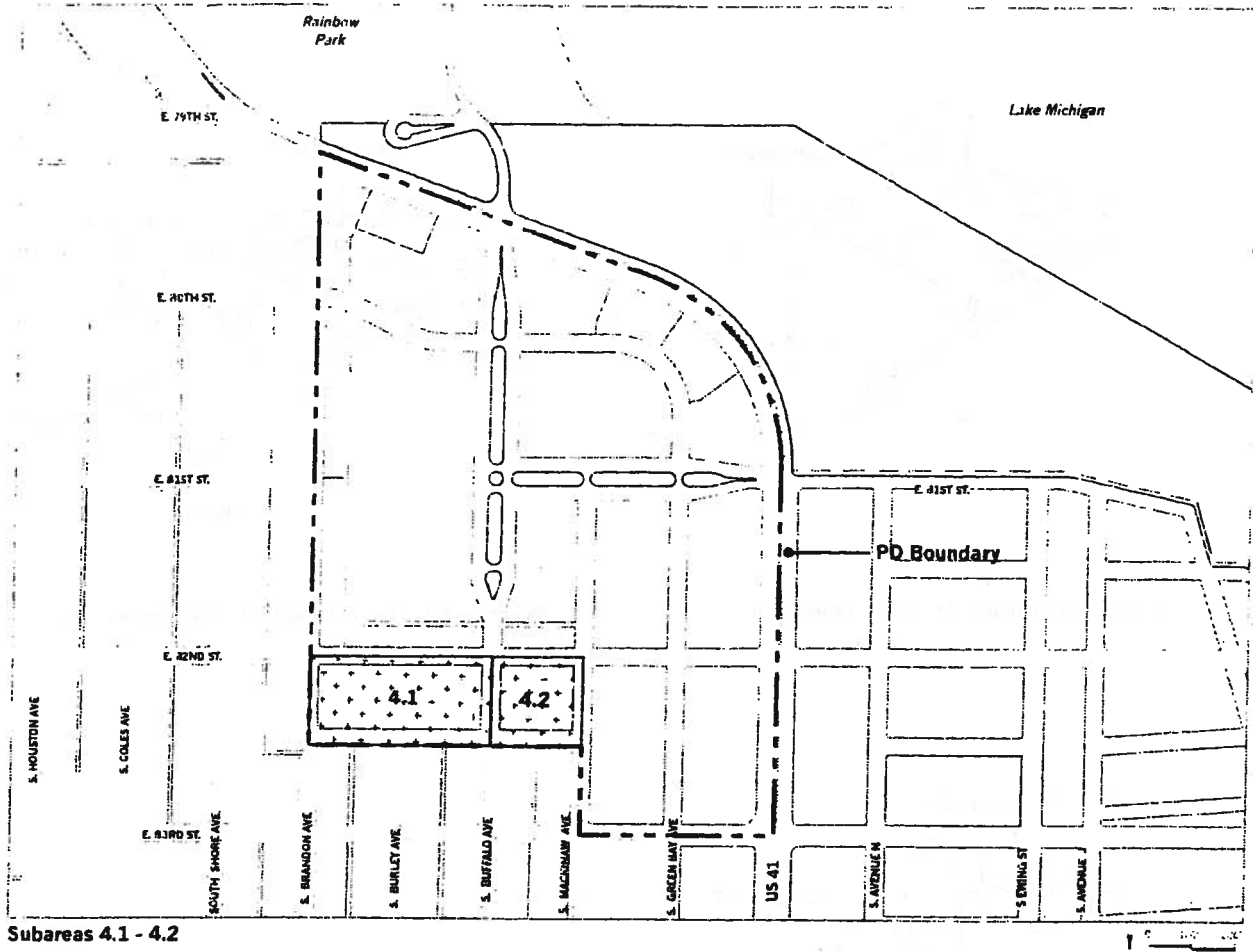 Rainbow
Park
E. 79TH ST.
Lake Michigan
E. 80TH ST.
E. 81ST ST.
E. 81ST ST.
PD Boundary
E. 82ND ST.
4.1
4.2
S. HOUSTON AVE
S. COLES AVE
E. 83RD ST.
SOUTH SHORE AVE.
S. BRANDON AVE
S. BURLEY AVE.
S. BUFFALO AVE
S. MACKINAW AVE.
S. GREEN BAY AVE
US 41
S. AVENUE N
S EWING ST
S. AVENUE J
Subareas 4.1 - 4.2